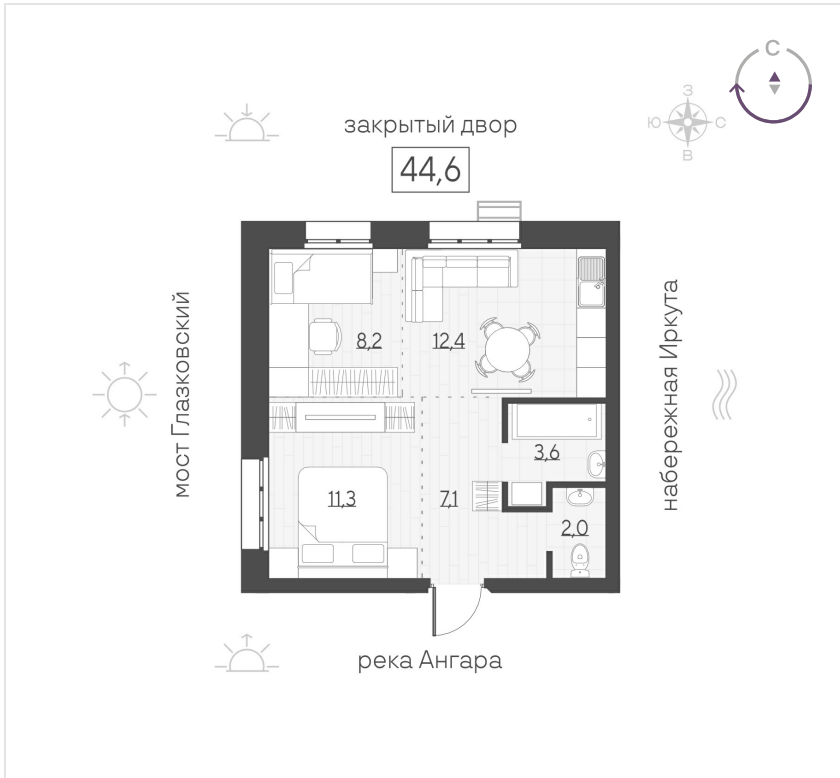 С
закрытый двор
З
Ю
С
В
44,6
8,2
12,4
мост Глазковский
набережная Иркута
3,6
11,3
7,1
2,0
река Ангара